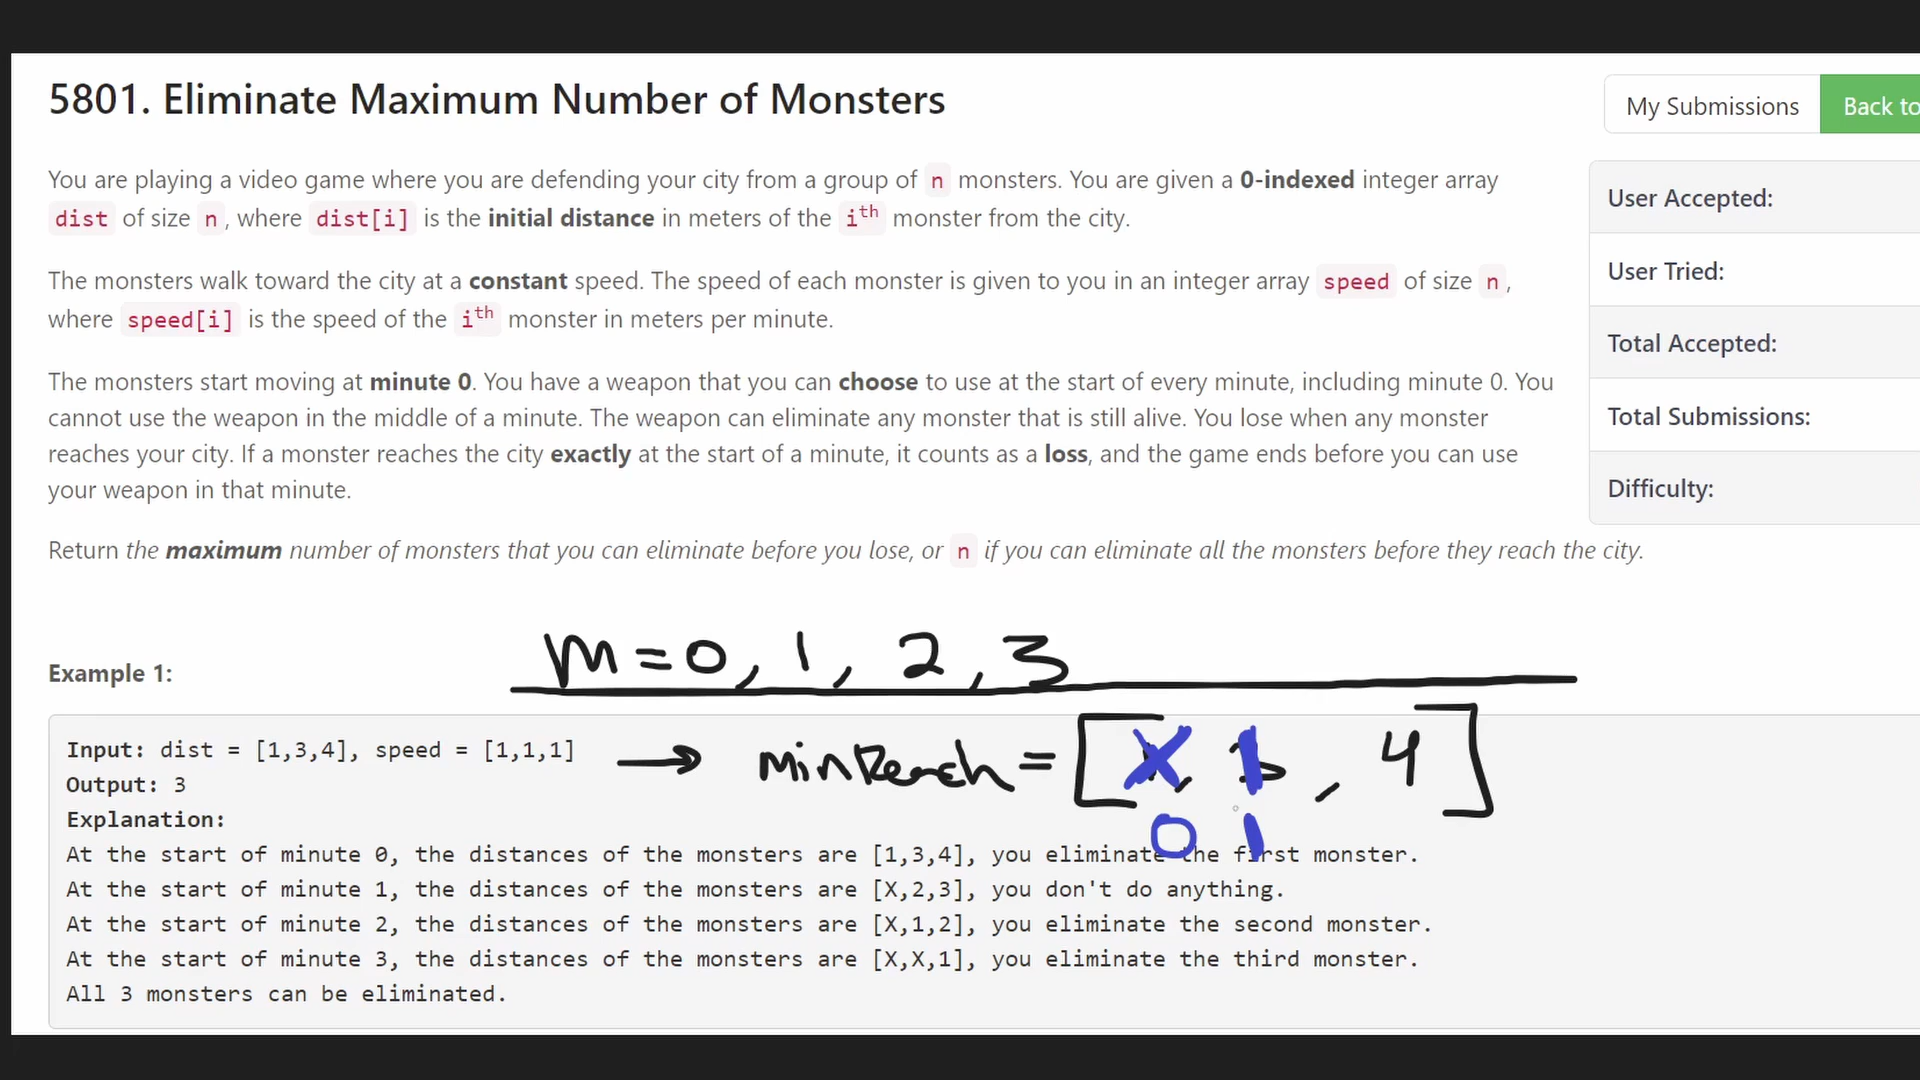 5801. Eliminate Maximum Number of Monsters
My Submissions
Back to
You are playing a video game where you are defending your city from a group of n monsters. You are given a 0-indexed integer array
dist of size n, where dist[i] is the initial distance in meters of the ith monster from the city.
The monsters walk toward the city at a constant speed. The speed of each monster is given to you in an integer array speed of size n,
where speed[i] is the speed of the ith monster in meters per minute.
The monsters start moving at minute 0. You have a weapon that you can choose to use at the start of every minute, including minute 0. You
cannot use the weapon in the middle of a minute. The weapon can eliminate any monster that is still alive. You lose when any monster
reaches your city. If a monster reaches the city exactly at the start of a minute, it counts as a loss, and the game ends before you can use
your weapon in that minute.
Return the maximum number of monsters that you can eliminate before you lose, or n if you can eliminate all the monsters before they reach the city.
User Accepted:
User Tried:
Total Accepted:
Total Submissions:
Difficulty:
m=0, 1, 2, 3
Example 1:
Input: dist = [1,3,4], speed = [1,1,1]
→ minReach = [ , , 4]
0 1
Output: 3
Explanation:
At the start of minute 0, the distances of the monsters are [1,3,4], you eliminate the first monster.
At the start of minute 1, the distances of the monsters are [X,2,3], you don't do anything.
At the start of minute 2, the distances of the monsters are [X,1,2], you eliminate the second monster.
At the start of minute 3, the distances of the monsters are [X,X,1], you eliminate the third monster.
All 3 monsters can be eliminated.